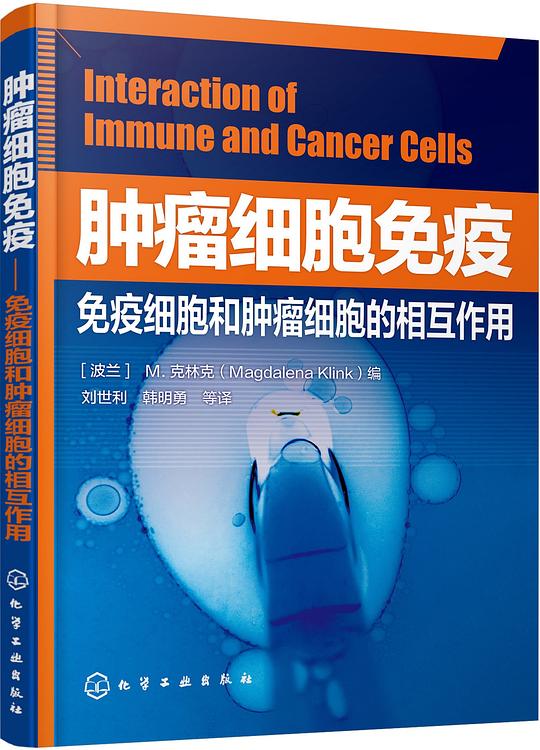 Interaction of
Immune and Cancer Cells
肿瘤细胞免疫
免疫细胞和肿瘤细胞的相互作用
[波兰] M. 克林克（Magdalena Klink）编
刘世利 韩明勇 等译
化学工业出版社
肿瘤细胞免疫——免疫细胞和肿瘤细胞的相互作用
化学工业出版社